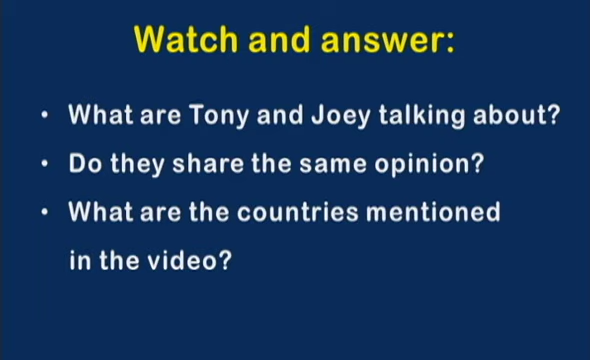 Watch and answer:
• What are Tony and Joey talking about?
• Do they share the same opinion?
• What are the countries mentioned
in the video?